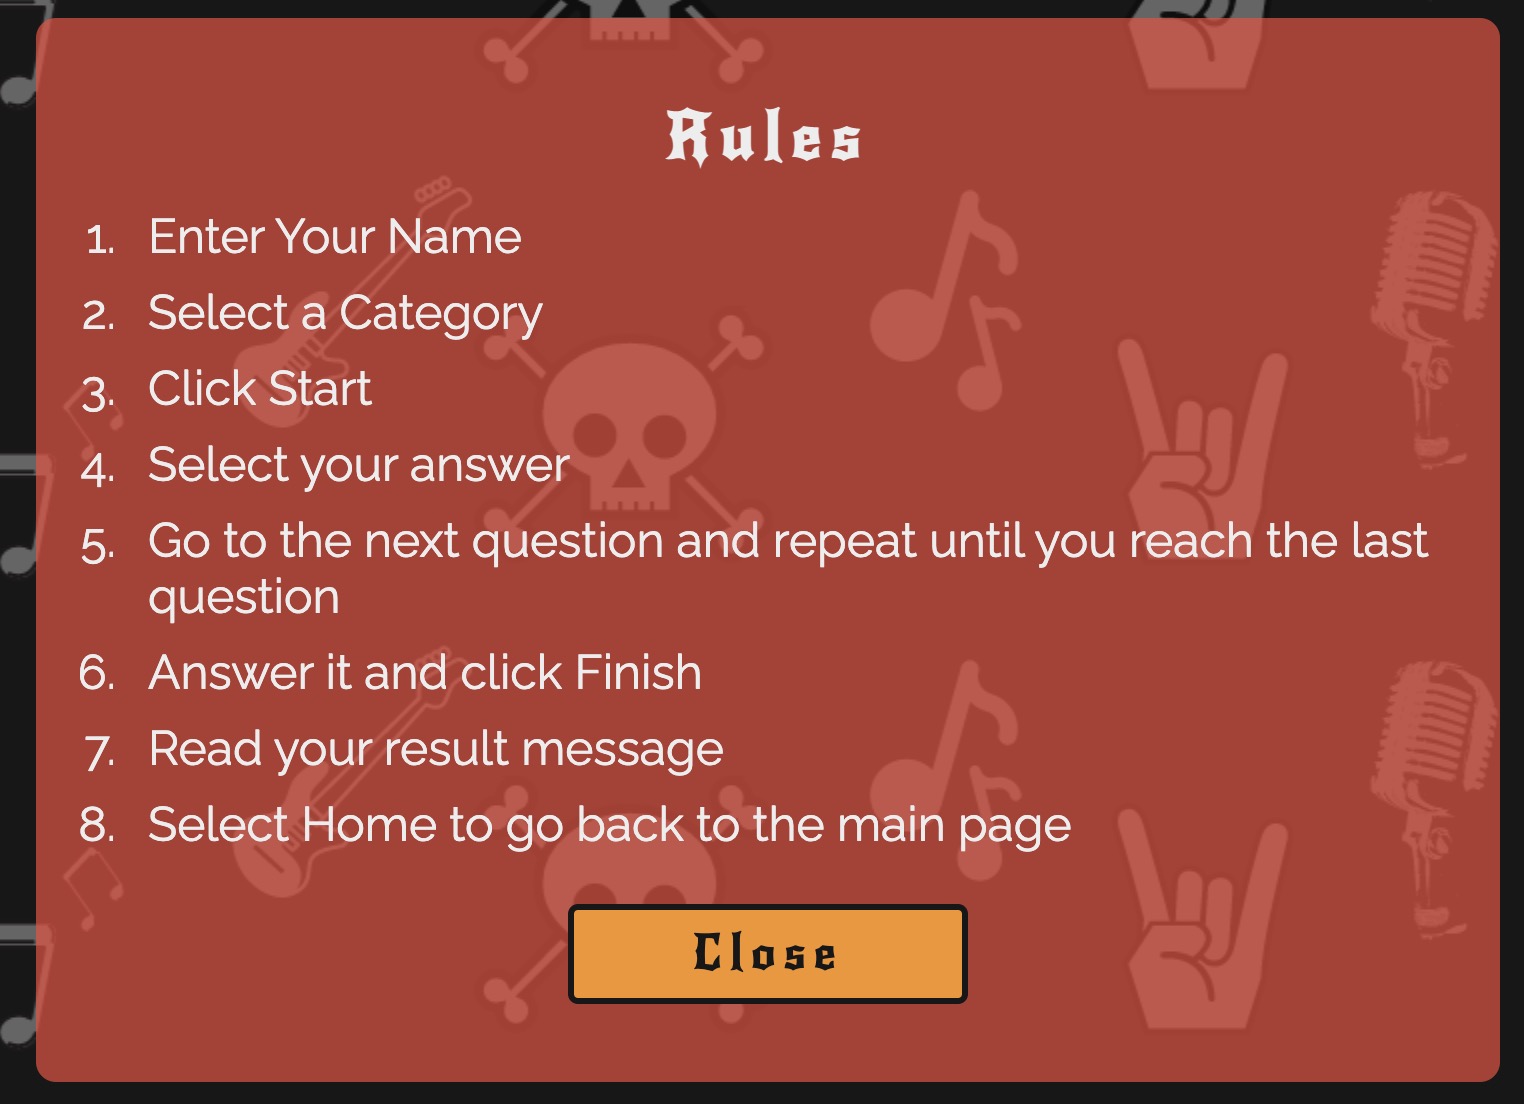 Rules
1. Enter Your Name
2. Select a Category
3. Click Start
4. Select your answer
5. Go to the next question and repeat until you reach the last
question
6. Answer it and click Finish
7. Read your result message
8. Select Home to go back to the main page
Close